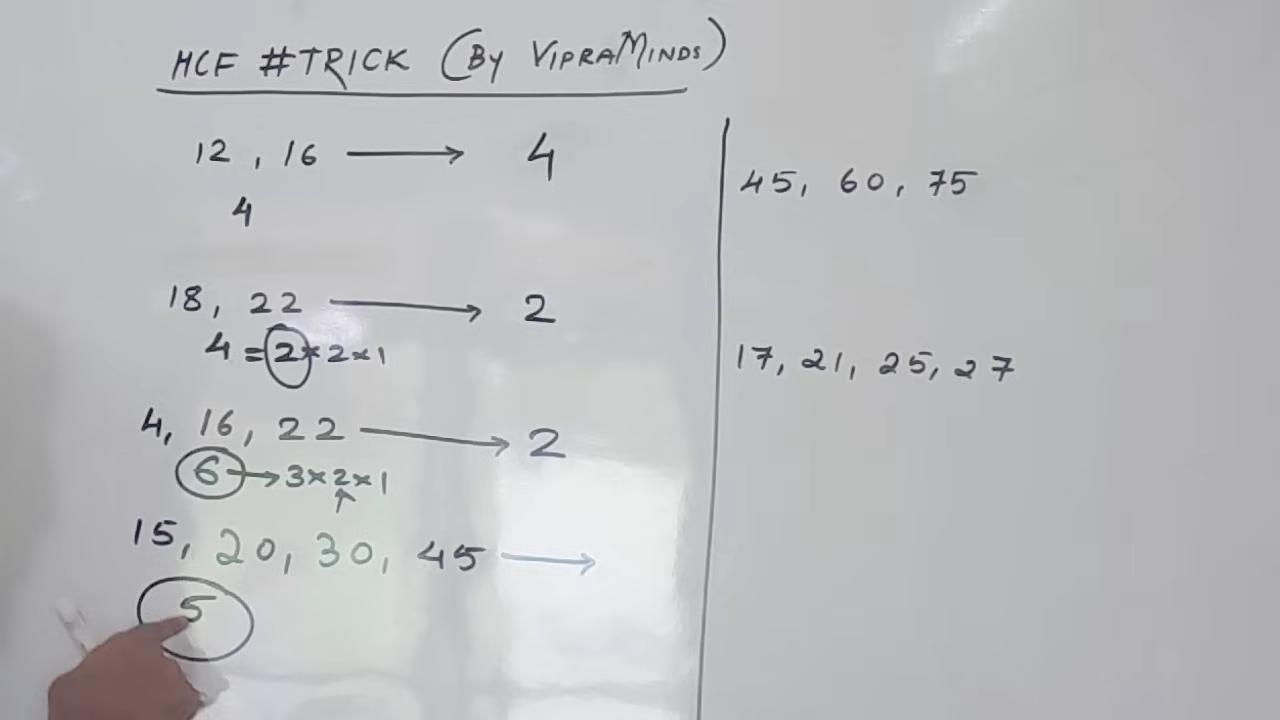 HCF #TRICK (By VIPRAMINDS)
12, 16 → 4
4
18, 22 → 2
4 = 2×2×1
4, 16, 22 → 2
6 → 3×2×1
↑
15, 20, 30, 45 →
5
45, 60, 75
17, 21, 25, 27